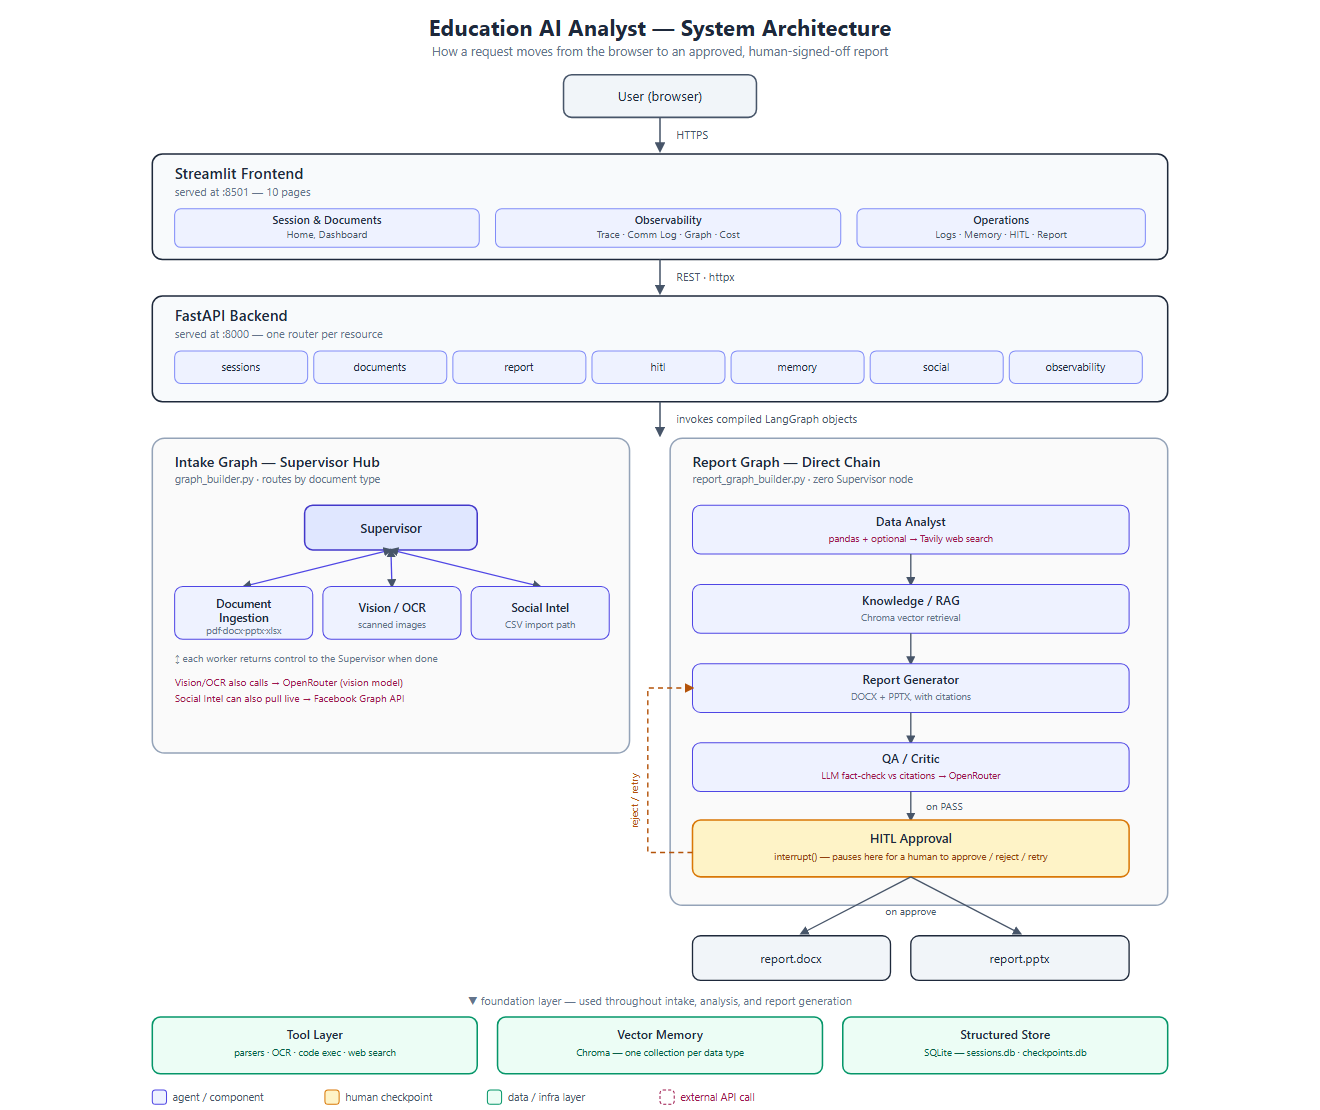 Education AI Analyst — System Architecture
How a request moves from the browser to an approved, human-signed-off report
User (browser)
HTTPS
Streamlit Frontend
served at :8501 — 10 pages
Session & Documents
Home, Dashboard
Observability
Trace · Comm Log · Graph · Cost
Operations
Logs · Memory · HITL · Report
REST · httpx
FastAPI Backend
served at :8000 — one router per resource
sessions
documents
report
hitl
memory
social
observability
invokes compiled LangGraph objects
Intake Graph — Supervisor Hub
graph_builder.py · routes by document type
Supervisor
Document
Ingestion
pdf·docx·pptx·xlsx
Vision / OCR
scanned images
Social Intel
CSV import path
↕ each worker returns control to the Supervisor when done
Vision/OCR also calls → OpenRouter (vision model)
Social Intel can also pull live → Facebook Graph API
Report Graph — Direct Chain
report_graph_builder.py · zero Supervisor node
Data Analyst
pandas + optional → Tavily web search
Knowledge / RAG
Chroma vector retrieval
Report Generator
DOCX + PPTX, with citations
QA / Critic
LLM fact-check vs citations → OpenRouter
on PASS
reject / retry
HITL Approval
interrupt() — pauses here for a human to approve / reject / retry
on approve
report.docx
report.pptx
▼ foundation layer — used throughout intake, analysis, and report generation
Tool Layer
parsers · OCR · code exec · web search
Vector Memory
Chroma — one collection per data type
Structured Store
SQLite — sessions.db · checkpoints.db
agent / component
human checkpoint
data / infra layer
external API call